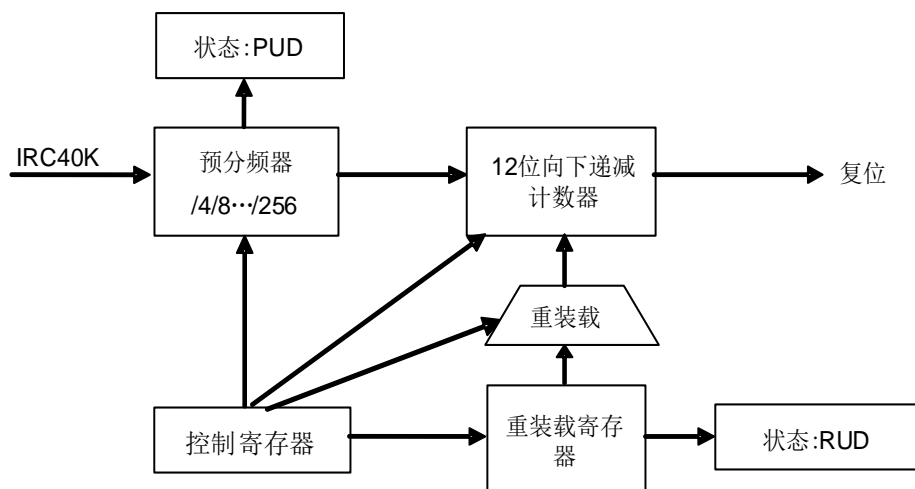 状态:PUD
IRC40K
预分频器
/4/8···/256
12位向下递减
计数器
复位
重装载
控制寄存器
重装载寄存
器
状态:RUD